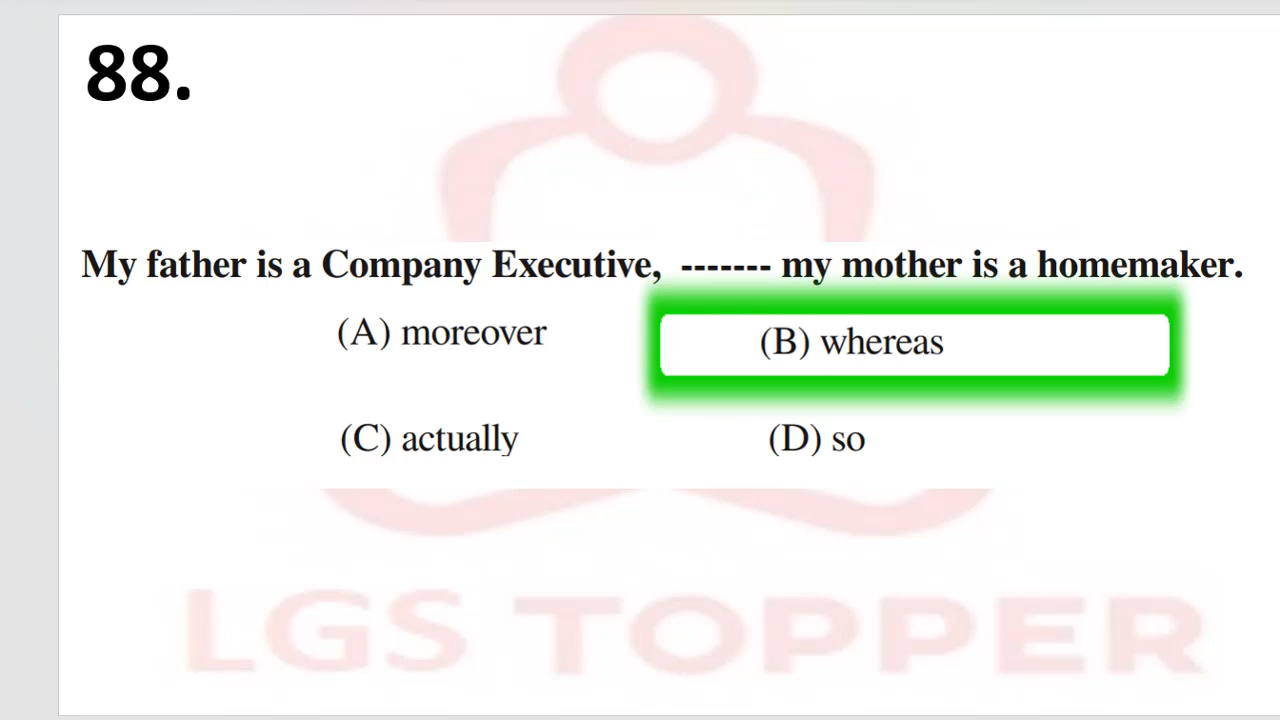 88.
My father is a Company Executive, ------- my mother is a homemaker.
(A) moreover (B) whereas
(C) actually (D) so
LGS TOPPER